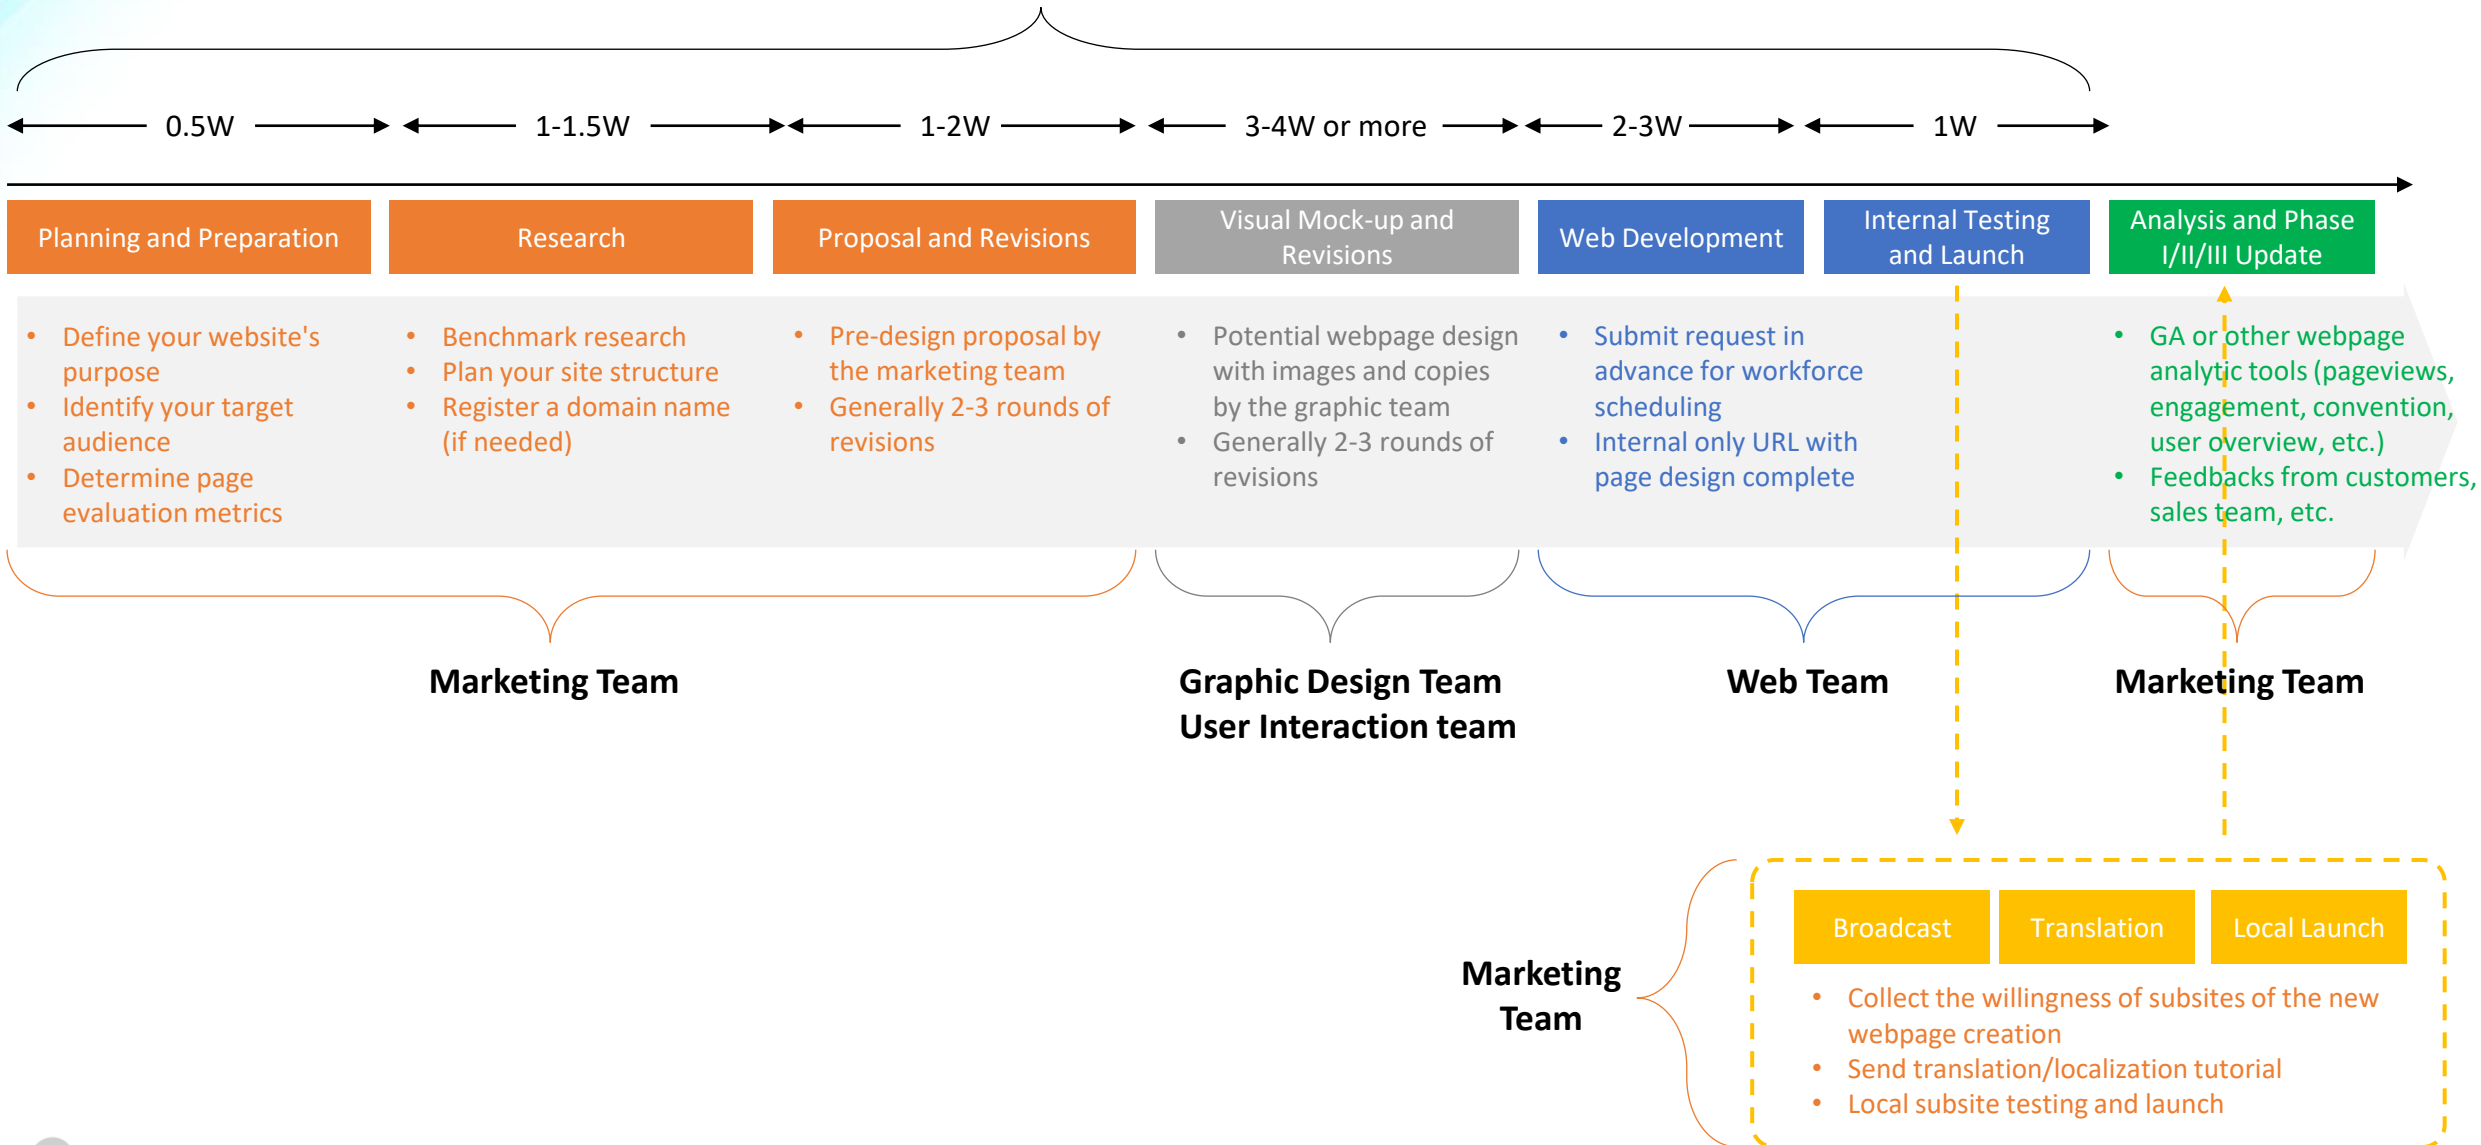 0.5W
1-1.5W
1-2W
3-4W or more
2-3W
1W
Planning and Preparation
Research
Proposal and Revisions
Visual Mock-up and
Revisions
Web Development
Internal Testing
and Launch
Analysis and Phase
I/II/III Update
• Define your website's
purpose
• Identify your target
audience
• Determine page
evaluation metrics
• Benchmark research
• Plan your site structure
• Register a domain name
(if needed)
• Pre-design proposal by
the marketing team
• Generally 2-3 rounds of
revisions
• Potential webpage design
with images and copies
by the graphic team
• Generally 2-3 rounds of
revisions
• Submit request in
advance for workforce
scheduling
• Internal only URL with
page design complete
• GA or other webpage
analytic tools (pageviews,
engagement, convention,
user overview, etc.)
• Feedbacks from customers,
sales team, etc.
Marketing Team
Graphic Design Team
User Interaction team
Web Team
Marketing Team
Marketing
Team
Broadcast
Translation
Local Launch
• Collect the willingness of subsites of the new
webpage creation
• Send translation/localization tutorial
• Local subsite testing and launch